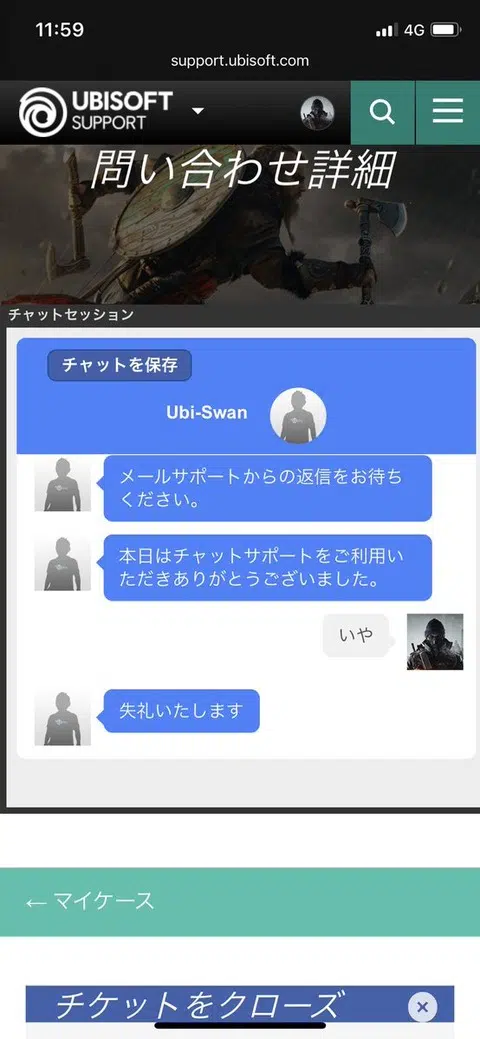 11:59
4G
support.ubisoft.com
UBISOFT
SUPPORT
問い合わせ詳細
チャットセッション
チャットを保存
Ubi-Swan
メールサポートからの返信をお待ち
ください。
本日はチャットサポートをご利用い
ただきありがとうございました。
いや
失礼いたします
← マイケース
チケットをクローズ